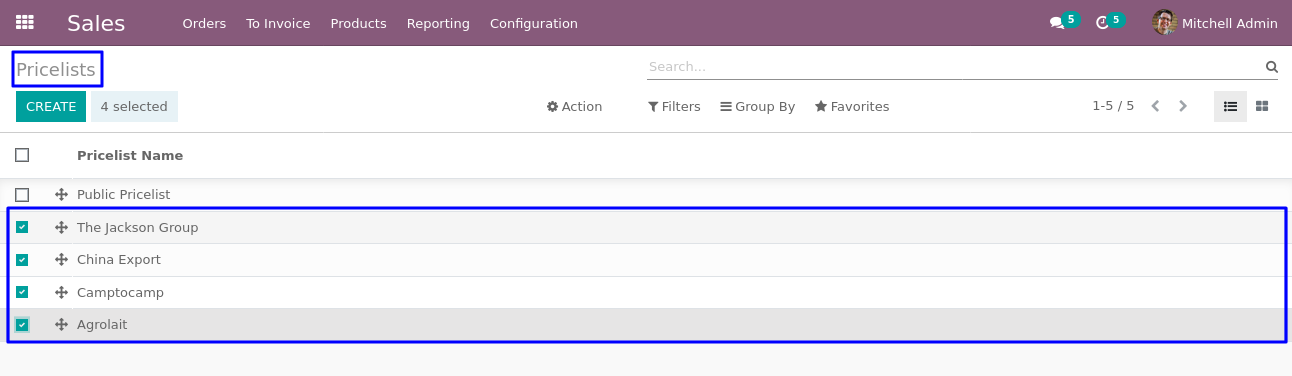 Sales Orders To Invoice Products Reporting Configuration 5 5 Mitchell Admin
Pricelists Search...
CREATE 4 selected Action Filters Group By Favorites 1-5 / 5
Pricelist Name
Public Pricelist
The Jackson Group
China Export
Camptocamp
Agrolait